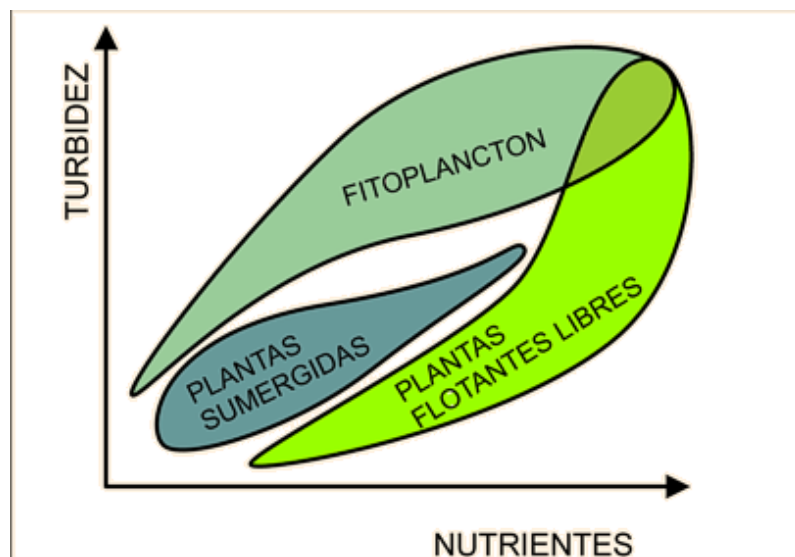 TURBIDEZ
FITOPLANCTON
PLANTAS
SUMERGIDAS
PLANTAS
FLOTANTES LIBRES
NUTRIENTES